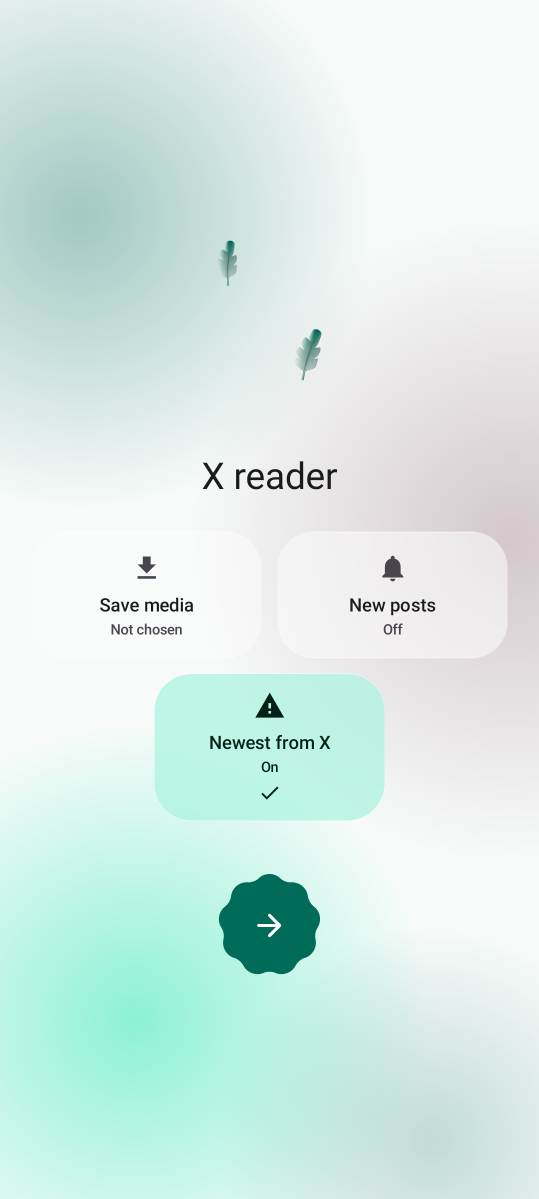 X reader
Save media
Not chosen
New posts
Off
Newest from X
On